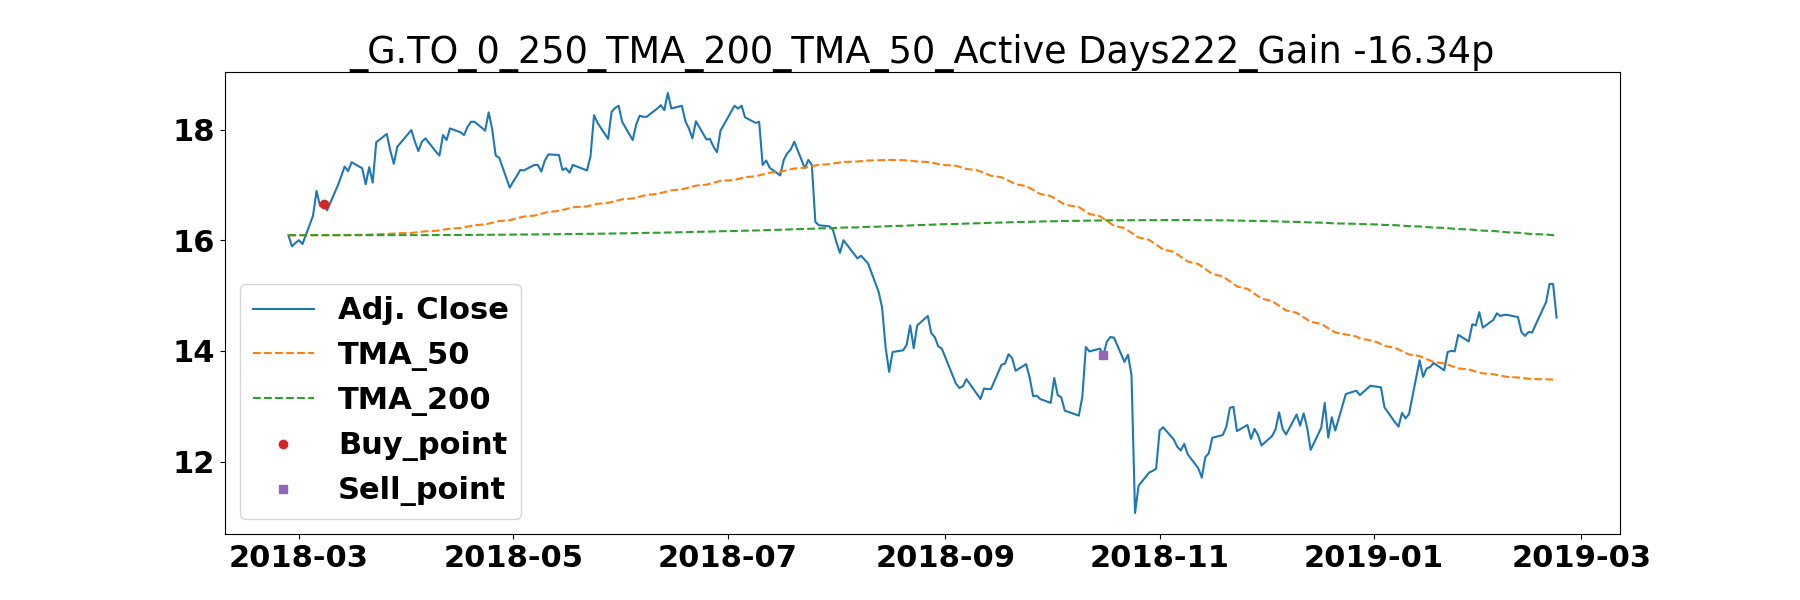 _G.TO_0_250_TMA_200_TMA_50_Active Days222_Gain -16.34p
18
16
14
12
Adj. Close
TMA_50
TMA_200
Buy_point
Sell_point
2018-03 2018-05 2018-07 2018-09 2018-11 2019-01 2019-03